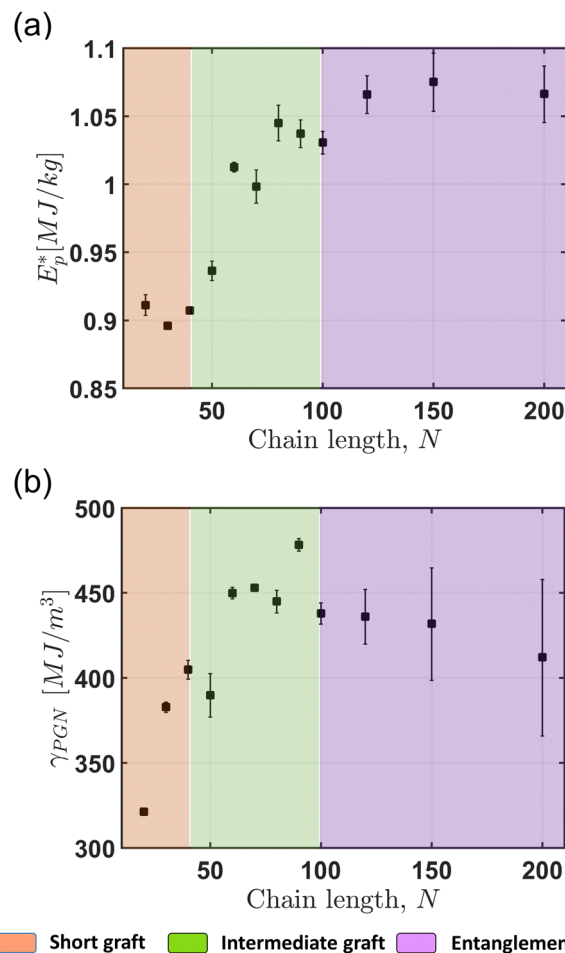 (a)
1.1
1.05
1
0.95
0.9
0.85
E*p[MJ/kg]
50 100 150 200
Chain length, N
(b)
500
450
400
350
300
γPGN [MJ/m³]
50 100 150 200
Chain length, N
Short graft Intermediate graft Entanglemen